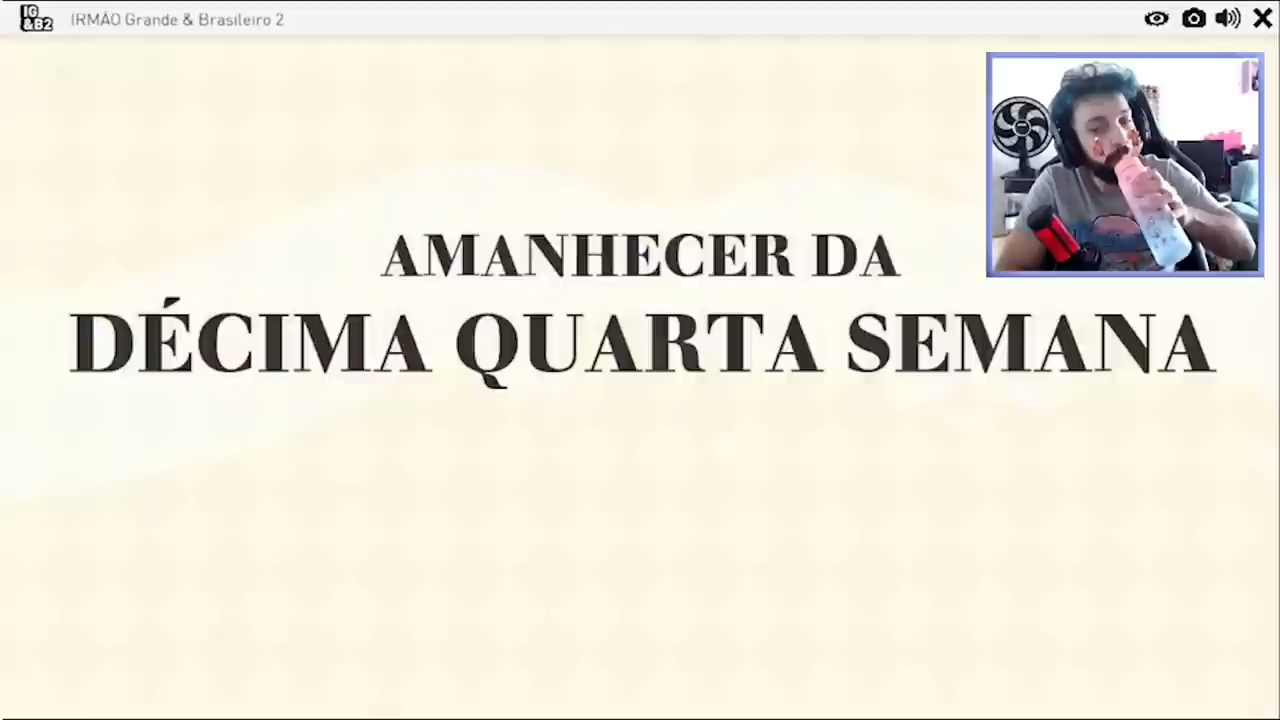 IG
&B2
IRMÃO Grande & Brasileiro 2
AMANHECER DA
DÉCIMA QUARTA SEMANA